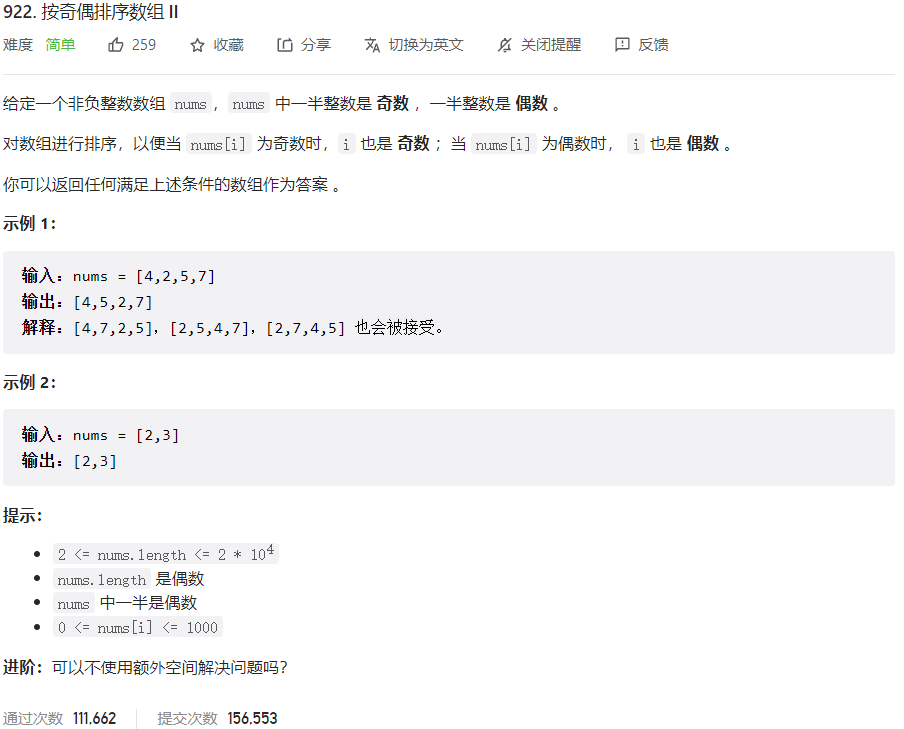 922. 按奇偶排序数组 II
难度 简单 259 收藏 分享 切换为英文 关闭提醒 反馈
给定一个非负整数数组 nums， nums 中一半整数是 奇数 ，一半整数是 偶数 。
对数组进行排序，以便当 nums[i] 为奇数时， i 也是 奇数 ；当 nums[i] 为偶数时， i 也是 偶数 。
你可以返回任何满足上述条件的数组作为答案 。
示例 1：
输入：nums = [4,2,5,7]
输出：[4,5,2,7]
解释：[4,7,2,5]，[2,5,4,7]，[2,7,4,5] 也会被接受。
示例 2：
输入：nums = [2,3]
输出：[2,3]
提示：
• 2 <= nums.length <= 2 * 10⁴
• nums.length 是偶数
• nums 中一半是偶数
• 0 <= nums[i] <= 1000
进阶：可以不使用额外空间解决问题吗？
通过次数 111,662 提交次数 156,553